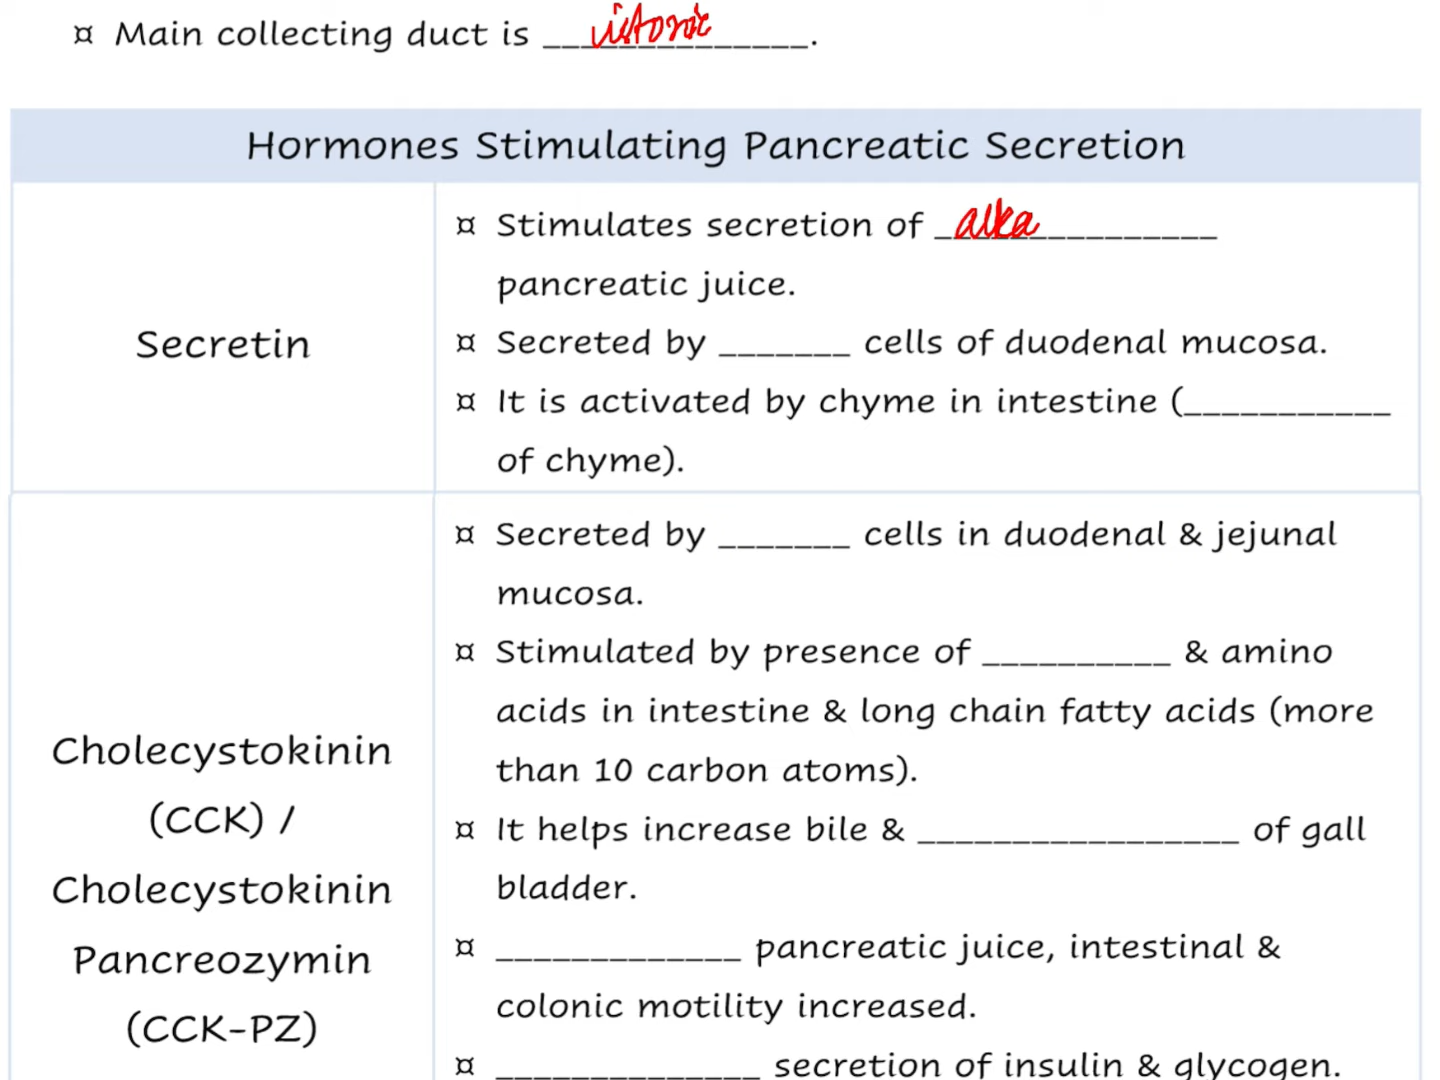 ¤ Main collecting duct is ______________.
Hormones Stimulating Pancreatic Secretion
Secretin
¤ Stimulates secretion of _alka______________
pancreatic juice.
¤ Secreted by _______ cells of duodenal mucosa.
¤ It is activated by chyme in intestine (___________
of chyme).
Cholecystokinin
(CCK) /
Cholecystokinin
Pancreozymin
(CCK-PZ)
¤ Secreted by _______ cells in duodenal & jejunal
mucosa.
¤ Stimulated by presence of __________ & amino
acids in intestine & long chain fatty acids (more
than 10 carbon atoms).
¤ It helps increase bile & _________________ of gall
bladder.
¤ _____________ pancreatic juice, intestinal &
colonic motility increased.
¤ ______________ secretion of insulin & glycogen.